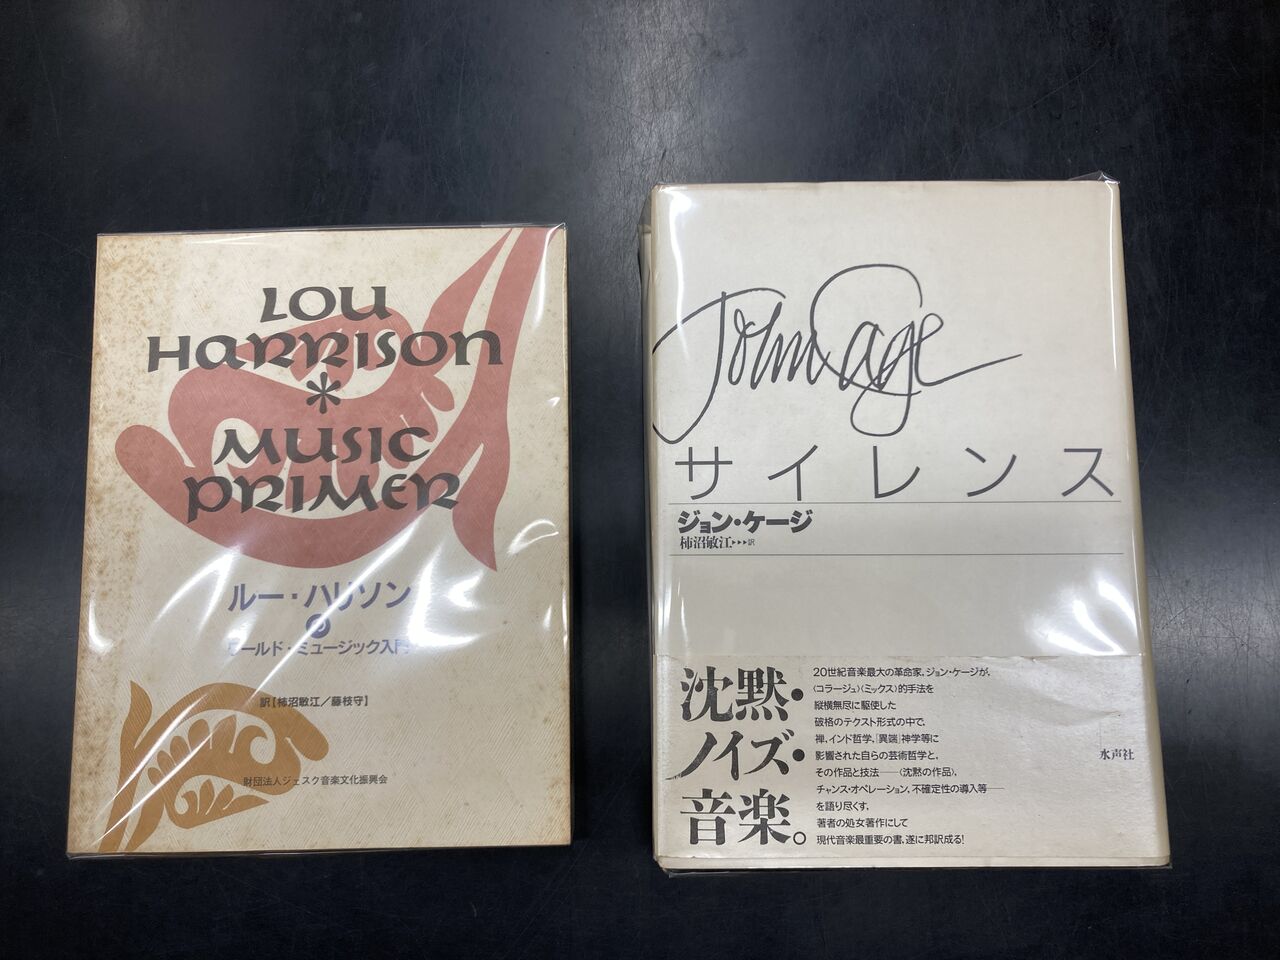 LOU
HARRISON
*
MUSIC
PRIMER
ルー・ハリソン
の
ワールド・ミュージック入門
訳【柿沼敏江／藤枝守】
財団法人ジェスク音楽文化振興会
John Cage
サイレンス
ジョン・ケージ
柿沼敏江▸▸▸訳
沈黙・
ノイズ・
音楽。
20世紀音楽最大の革命家、ジョン・ケージが、
〈コラージュ〉〈ミックス〉的手法を
縦横無尽に駆使した
破格のテクスト形式の中で、
禅、インド哲学、「異端」神学等に
影響された自らの芸術哲学と、
その作品と技法――〈沈黙の作品〉、
チャンス・オペレーション、不確定性の導入等――
を語り尽くす、
著者の処女著作にして
現代音楽最重要の書、遂に邦訳成る!
水声社